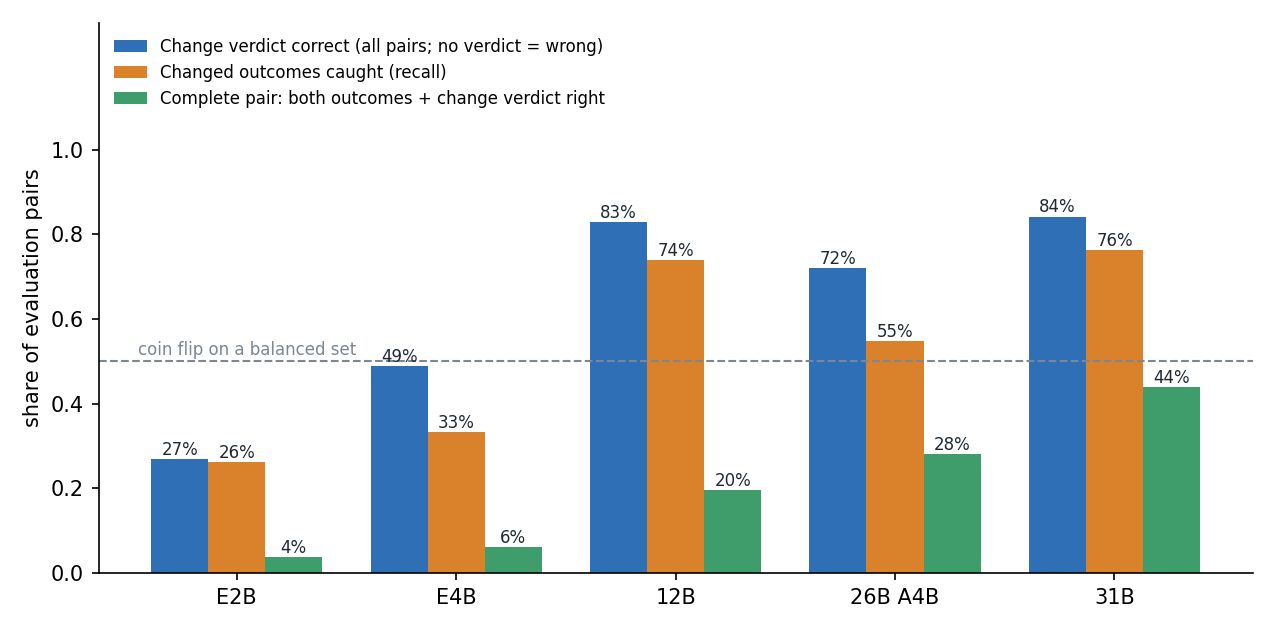 Change verdict correct (all pairs; no verdict = wrong)
Changed outcomes caught (recall)
Complete pair: both outcomes + change verdict right
share of evaluation pairs
1.0
0.8
0.6
0.4
0.2
0.0
coin flip on a balanced set
27%
26%
4%
49%
33%
6%
83%
74%
20%
72%
55%
28%
84%
76%
44%
E2B
E4B
12B
26B A4B
31B